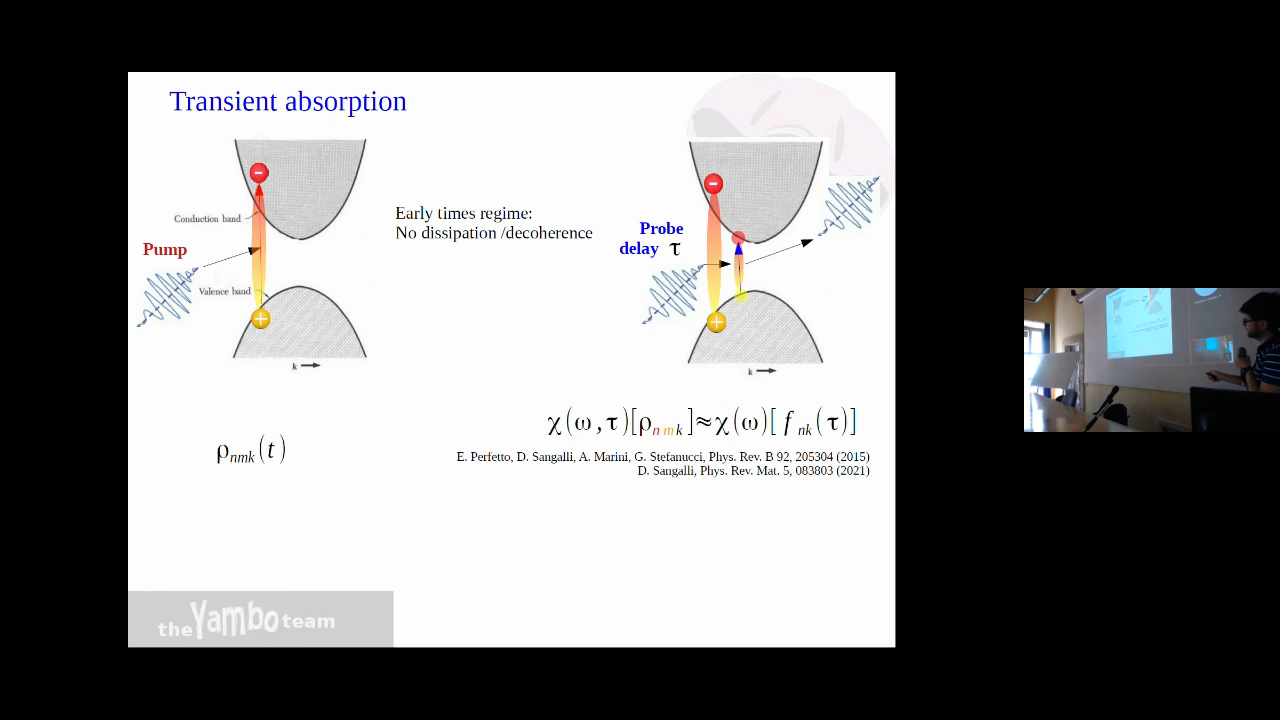 Transient absorption
Conduction band
Pump
Valence band
k
Early times regime:
No dissipation /decoherence
Probe
delay τ
k
ρnmk(t)
χ(ω,τ)[ρnmk]≈χ(ω)[fnk(τ)]
E. Perfetto, D. Sangalli, A. Marini, G. Stefanucci, Phys. Rev. B 92, 205304 (2015)
D. Sangalli, Phys. Rev. Mat. 5, 083803 (2021)
the Yambo team